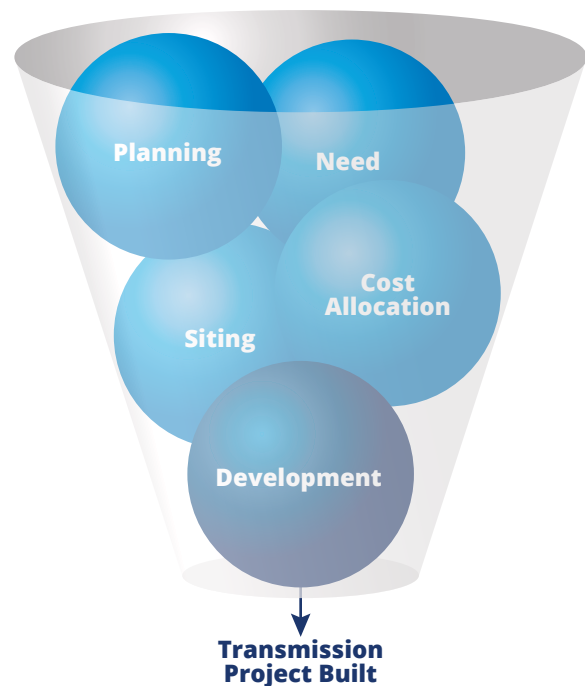 Planning
Need
Cost
Allocation
Siting
Development
Transmission
Project Built